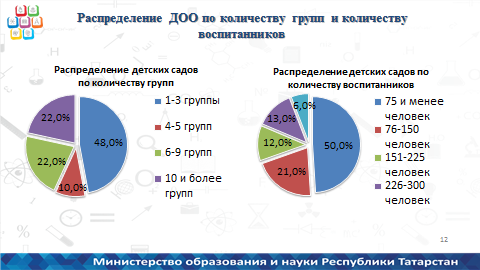 Распределение ДОО по количеству групп и количеству
воспитанников
Распределение детских садов
по количеству групп
48,0%
10,0%
22,0%
22,0%
1-3 группы
4-5 групп
6-9 групп
10 и более
групп
Распределение детских садов по
количеству воспитанников
50,0%
21,0%
12,0%
13,0%
6,0%
75 и менее
человек
76-150
человек
151-225
человек
226-300
человек
12
Министерство образования и науки Республики Татарстан